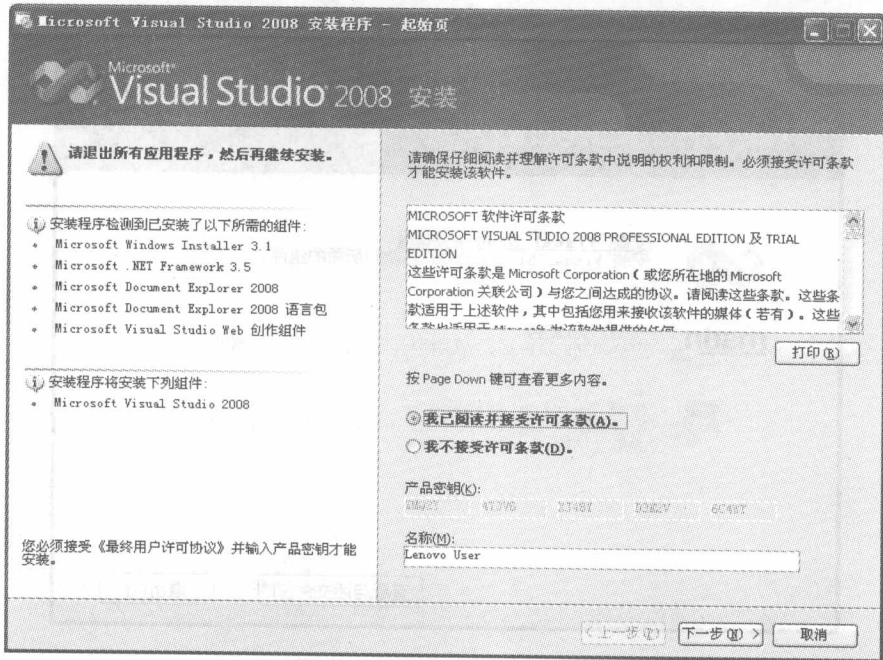 Microsoft Visual Studio 2008 安装程序 - 起始页
Microsoft
Visual Studio 2008 安装
请退出所有应用程序，然后再继续安装。
安装程序检测到已安装了以下所需的组件:
Microsoft Windows Installer 3.1
Microsoft .NET Framework 3.5
Microsoft Document Explorer 2008
Microsoft Document Explorer 2008 语言包
Microsoft Visual Studio Web 创作组件
安装程序将安装下列组件:
Microsoft Visual Studio 2008
您必须接受《最终用户许可协议》并输入产品密钥才能
安装。
请确保仔细阅读并理解许可条款中说明的权利和限制。必须接受许可条款
才能安装该软件。
MICROSOFT 软件许可条款
MICROSOFT VISUAL STUDIO 2008 PROFESSIONAL EDITION 及 TRIAL
EDITION
这些许可条款是 Microsoft Corporation（或您所在地的 Microsoft
Corporation 关联公司）与您之间达成的协议。请阅读这些条款。这些条
款适用于上述软件，其中包括您用来接收该软件的媒体（若有）。这些
打印(R)
按 Page Down 键可查看更多内容。
我已阅读并接受许可条款(A)。
我不接受许可条款(D)。
产品密钥(K):
名称(M):
Lenovo User
< 上一步(P)
下一步(N) >
取消